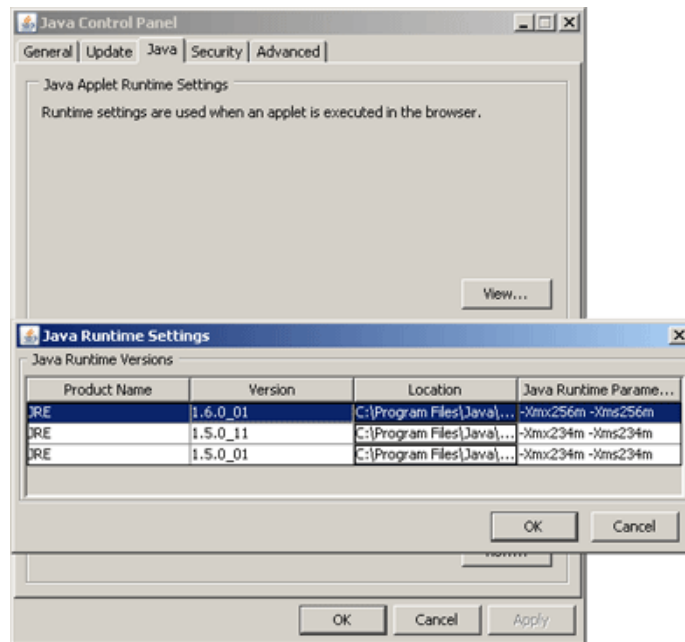 Java Control Panel
General Update Java Security Advanced
Java Applet Runtime Settings
Runtime settings are used when an applet is executed in the browser.
View...
Java Runtime Settings
Java Runtime Versions
Product Name Version Location Java Runtime Parame...
JRE 1.6.0_01 C:\Program Files\Java\... -Xmx256m -Xms256m
JRE 1.5.0_11 C:\Program Files\Java\... -Xmx234m -Xms234m
JRE 1.5.0_01 C:\Program Files\Java\... -Xmx234m -Xms234m
OK Cancel
OK Cancel Apply